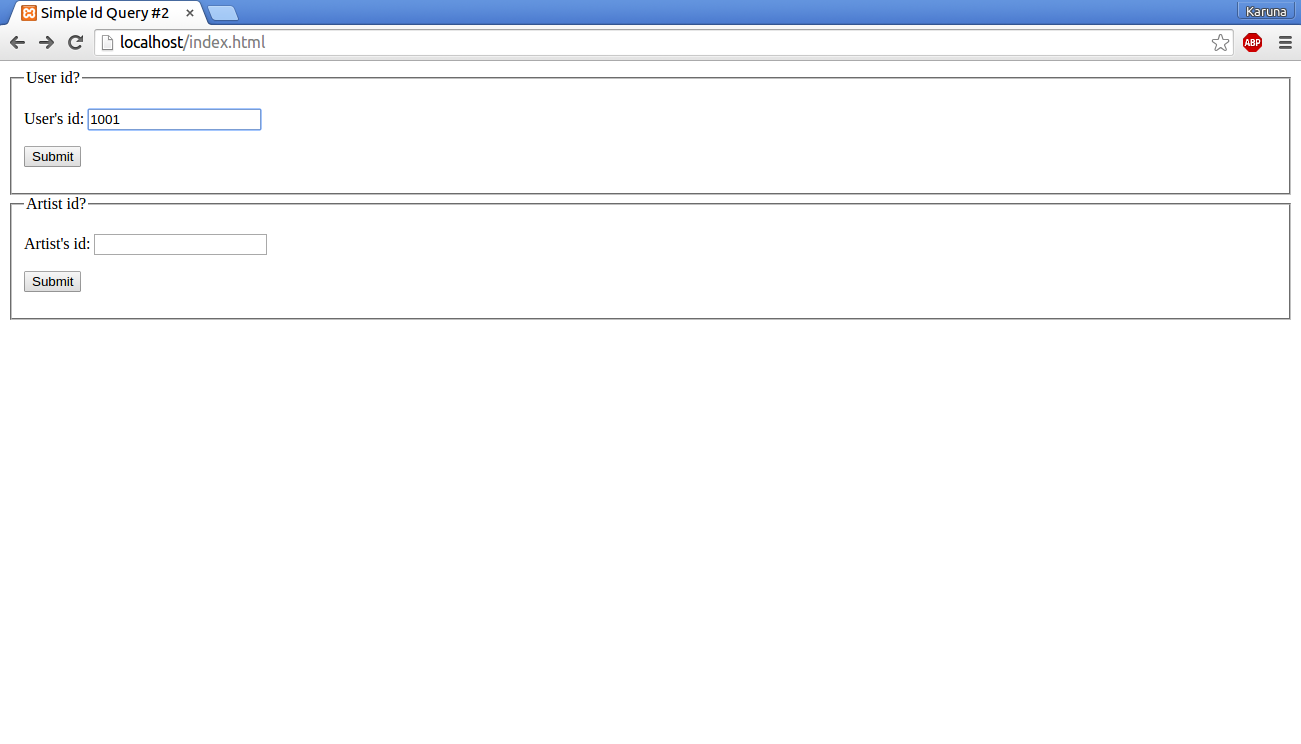 Simple Id Query #2
Karuna
localhost/index.html
ABP
User id?
User's id: 1001
Submit
Artist id?
Artist's id:
Submit